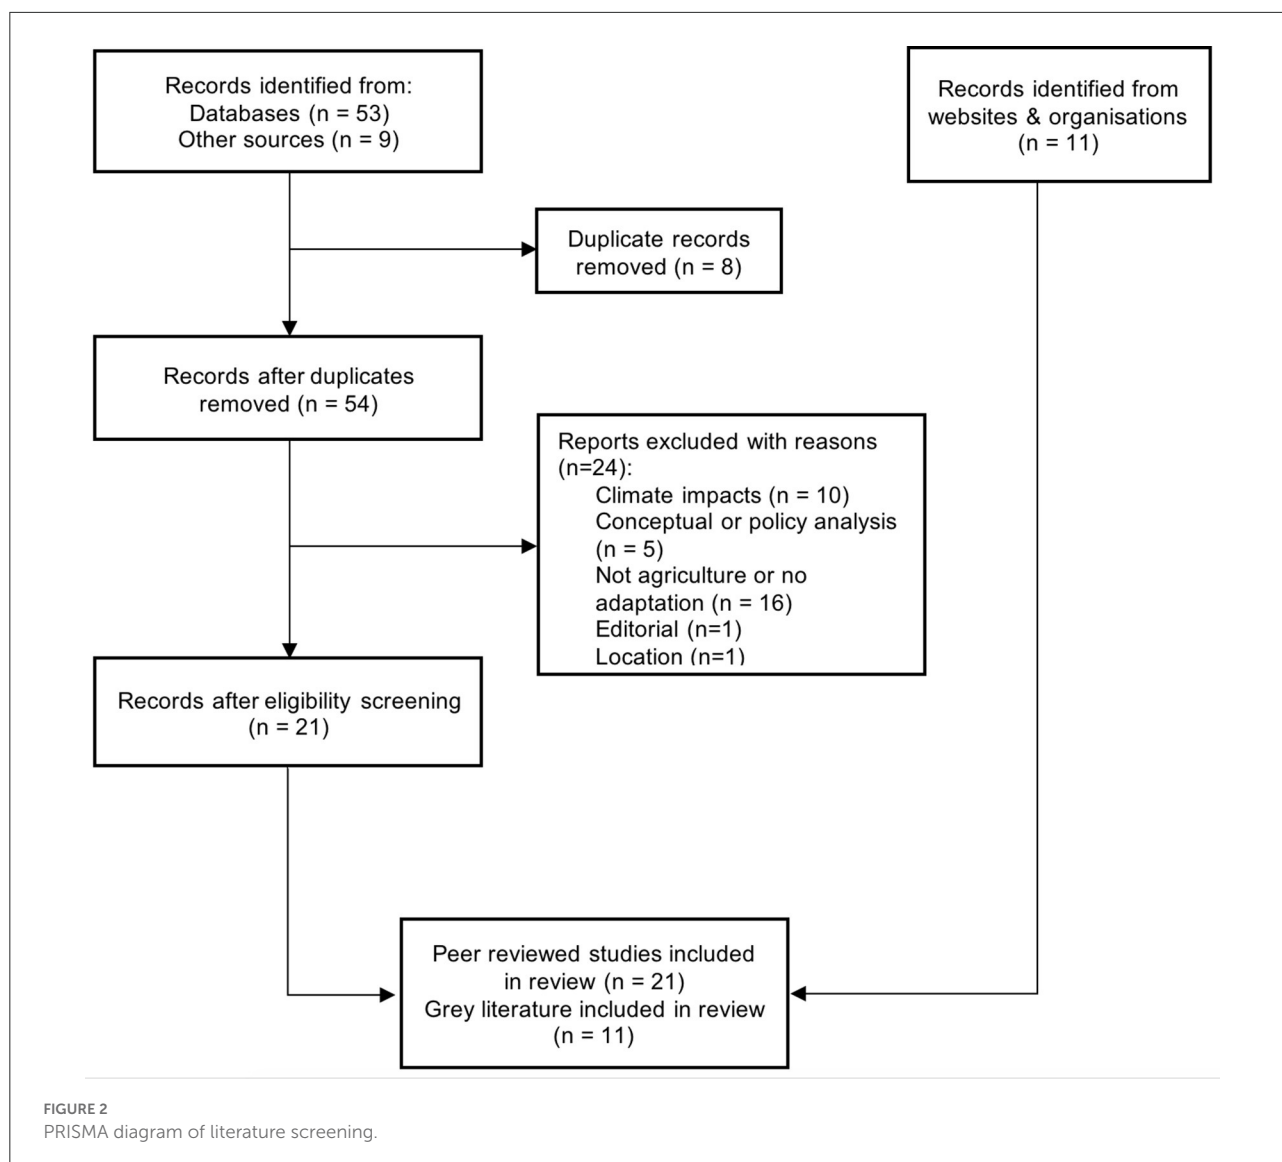 Records identified from:
Databases (n = 53)
Other sources (n = 9)
Records identified from
websites & organisations
(n = 11)
Duplicate records
removed (n = 8)
Records after duplicates
removed (n = 54)
Reports excluded with reasons
(n=24):
Climate impacts (n = 10)
Conceptual or policy analysis
(n = 5)
Not agriculture or no
adaptation (n = 16)
Editorial (n=1)
Location (n=1)
Records after eligibility screening
(n = 21)
Peer reviewed studies included
in review (n = 21)
Grey literature included in review
(n = 11)
FIGURE 2
PRISMA diagram of literature screening.